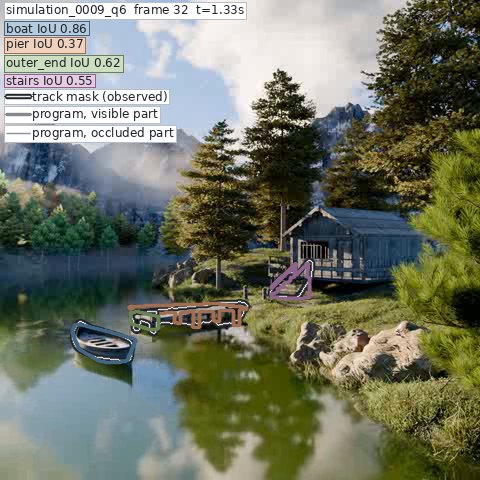 simulation_0009_q6  frame 32  t=1.33s
boat IoU 0.86
pier IoU 0.37
outer_end IoU 0.62
stairs IoU 0.55
track mask (observed)
program, visible part
program, occluded part